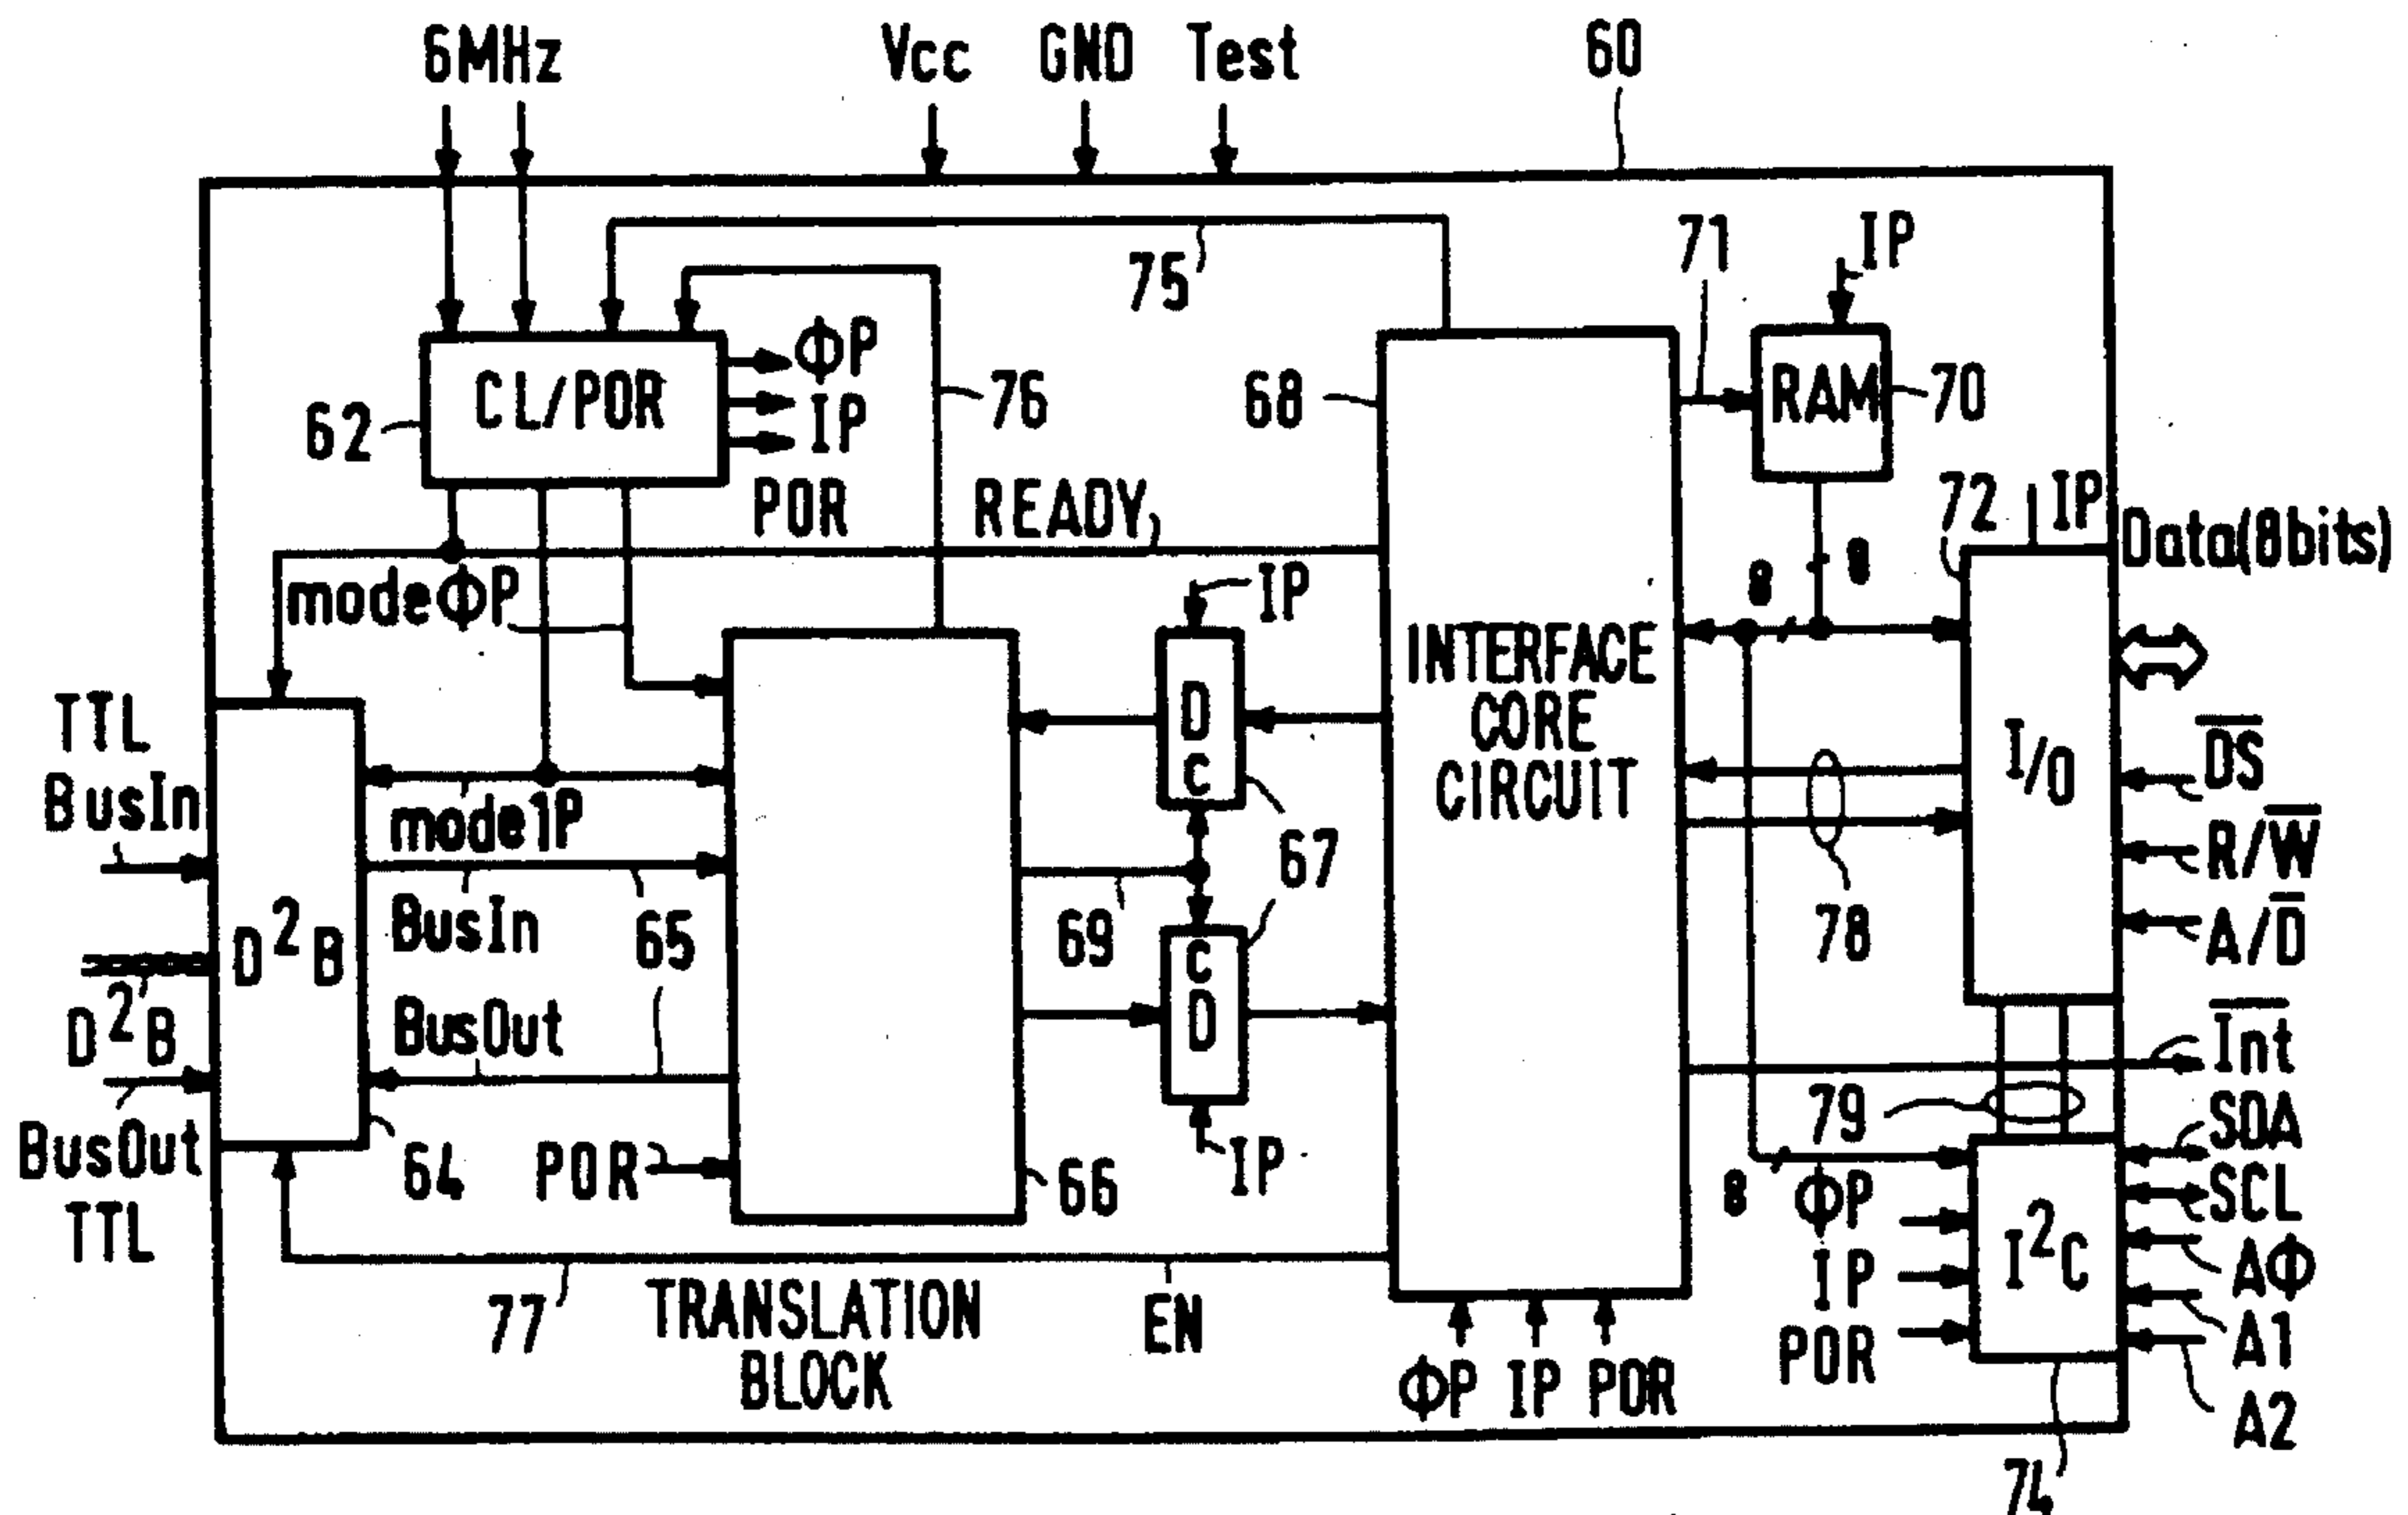 6MHz
Vcc
GND
Test
60
75
71
IP
ΦP
IP
POR
CL/POR
62
76
68
RAM
70
READY
72
IP
Data(8bits)
8
8
modeΦP
IP
TTL
BusIn
D
C
INTERFACE
CORE
CIRCUIT
I/O
D̅S̅
mode1P
67
R/W̅
BusIn
65
69
78
A/D̅
D²B
D²B
C
D
BusOut
I̅n̅t̅
79
SDA
BusOut
TTL
64
POR
66
IP
8
ΦP
IP
POR
I²C
SCL
AΦ
A1
A2
77
TRANSLATION
BLOCK
EN
ΦP IP POR
74